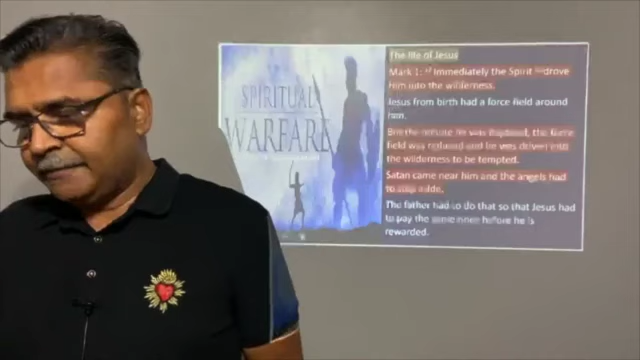 SPIRITUAL
WARFARE
The life of Jesus
Mark 1: Immediately the Spirit drove
him into the wilderness.
Jesus from birth had a force field around
him.
the minute he was baptized, the force
field was reduced and he was driven into
the wilderness to be tempted.
Satan came near him and the angels had
to step aside.
The father had to do that so that Jesus had
to pay the same price before he is
rewarded.